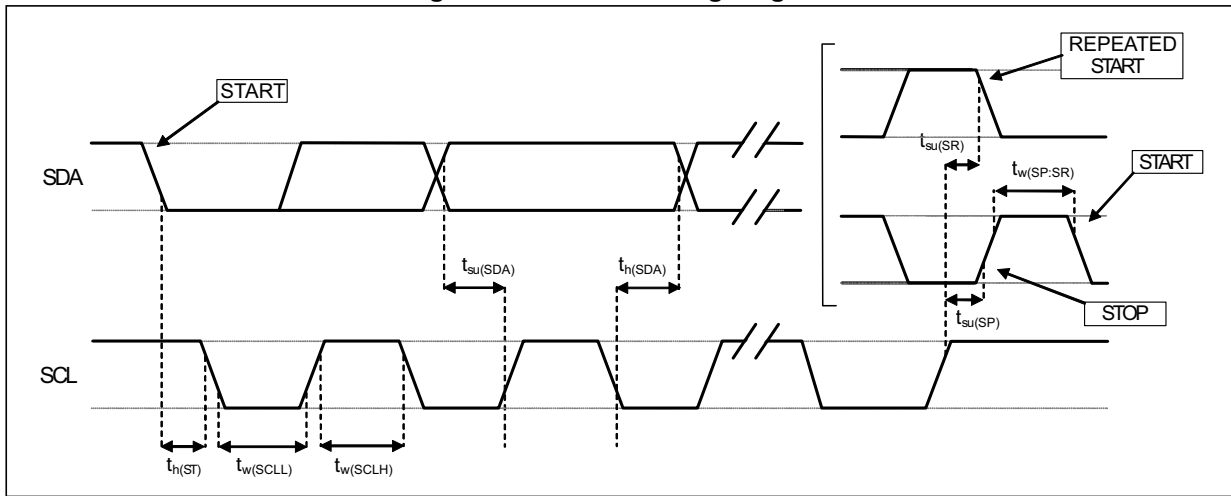 REPEATED
START
START
t_su(SR)
t_w(SP:SR)
START
SDA
t_su(SDA)
t_h(SDA)
t_su(SP)
STOP
SCL
t_h(ST)
t_w(SCLL)
t_w(SCLH)